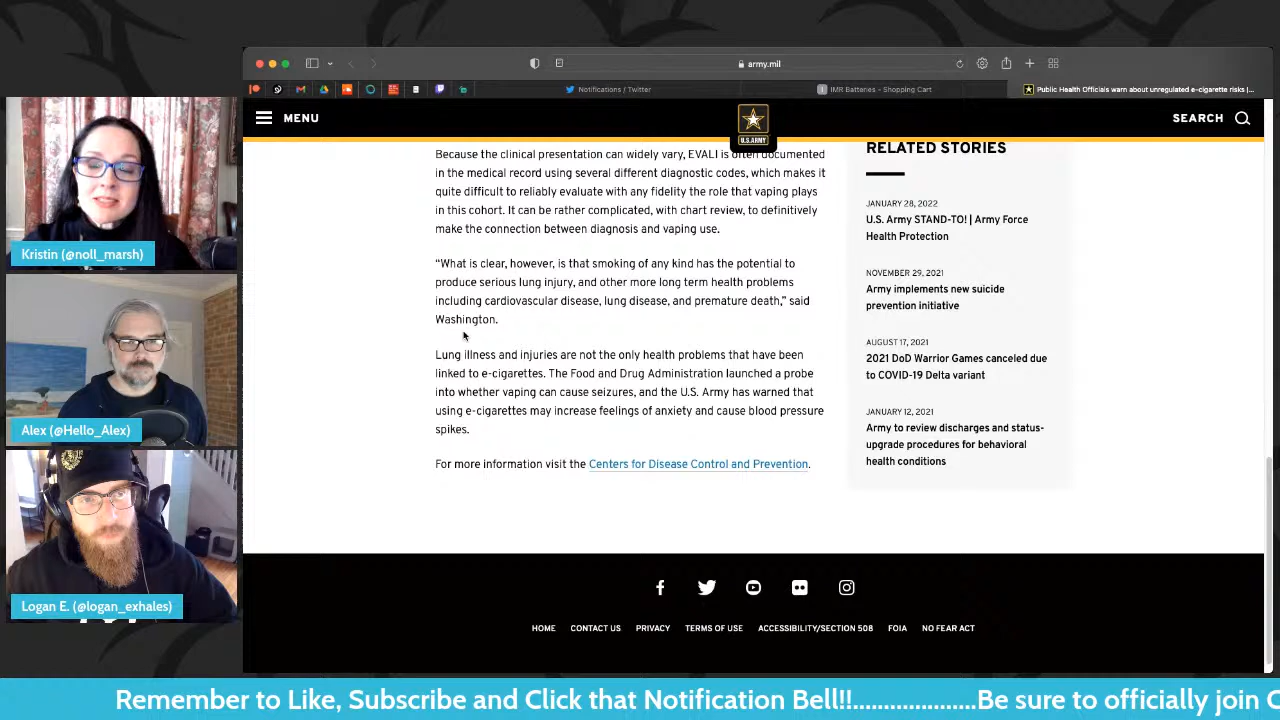 army.mil
Notifications / Twitter
IMR Batteries - Shopping Cart
Public Health Officials warn about unregulated e-cigarette risks |...
MENU
U.S.ARMY
SEARCH
Because the clinical presentation can widely vary, EVALI is often documented
in the medical record using several different diagnostic codes, which makes it
quite difficult to reliably evaluate with any fidelity the role that vaping plays
in this cohort. It can be rather complicated, with chart review, to definitively
make the connection between diagnosis and vaping use.
“What is clear, however, is that smoking of any kind has the potential to
produce serious lung injury, and other more long term health problems
including cardiovascular disease, lung disease, and premature death,” said
Washington.
Lung illness and injuries are not the only health problems that have been
linked to e-cigarettes. The Food and Drug Administration launched a probe
into whether vaping can cause seizures, and the U.S. Army has warned that
using e-cigarettes may increase feelings of anxiety and cause blood pressure
spikes.
For more information visit the Centers for Disease Control and Prevention.
RELATED STORIES
JANUARY 28, 2022
U.S. Army STAND-TO! | Army Force
Health Protection
NOVEMBER 29, 2021
Army implements new suicide
prevention initiative
AUGUST 17, 2021
2021 DoD Warrior Games canceled due
to COVID-19 Delta variant
JANUARY 12, 2021
Army to review discharges and status-
upgrade procedures for behavioral
health conditions
HOME CONTACT US PRIVACY TERMS OF USE ACCESSIBILITY/SECTION 508 FOIA NO FEAR ACT
Kristin (@noll_marsh)
Alex (@Hello_Alex)
Logan E. (@logan_exhales)
Remember to Like, Subscribe and Click that Notification Bell!!....................Be sure to officially join